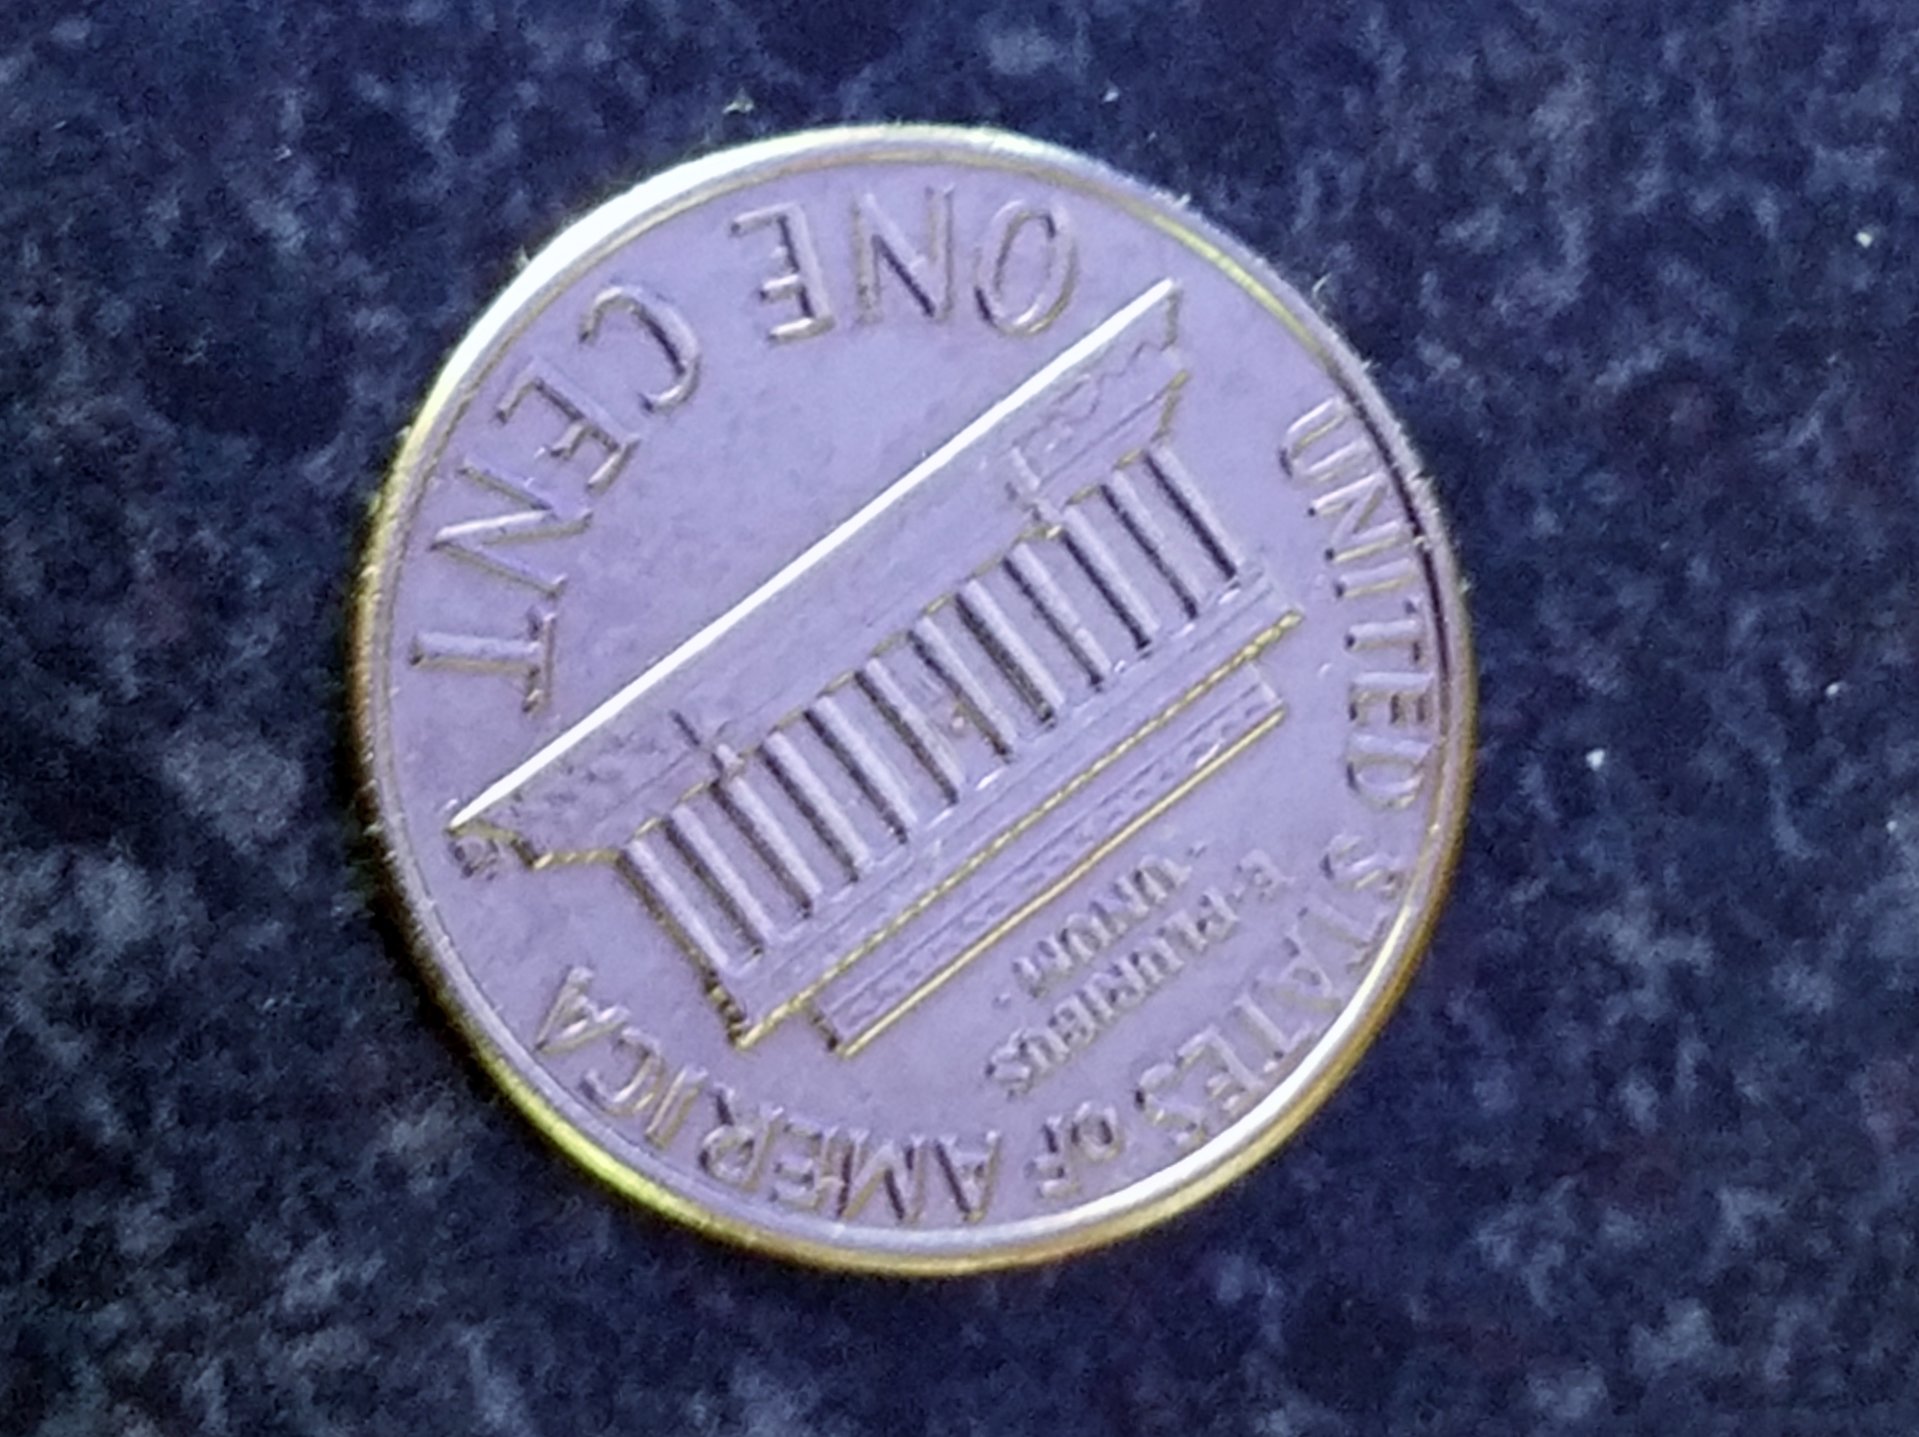 UNITED STATES OF AMERICA
E·PLURIBUS
·UNUM·
ONE CENT